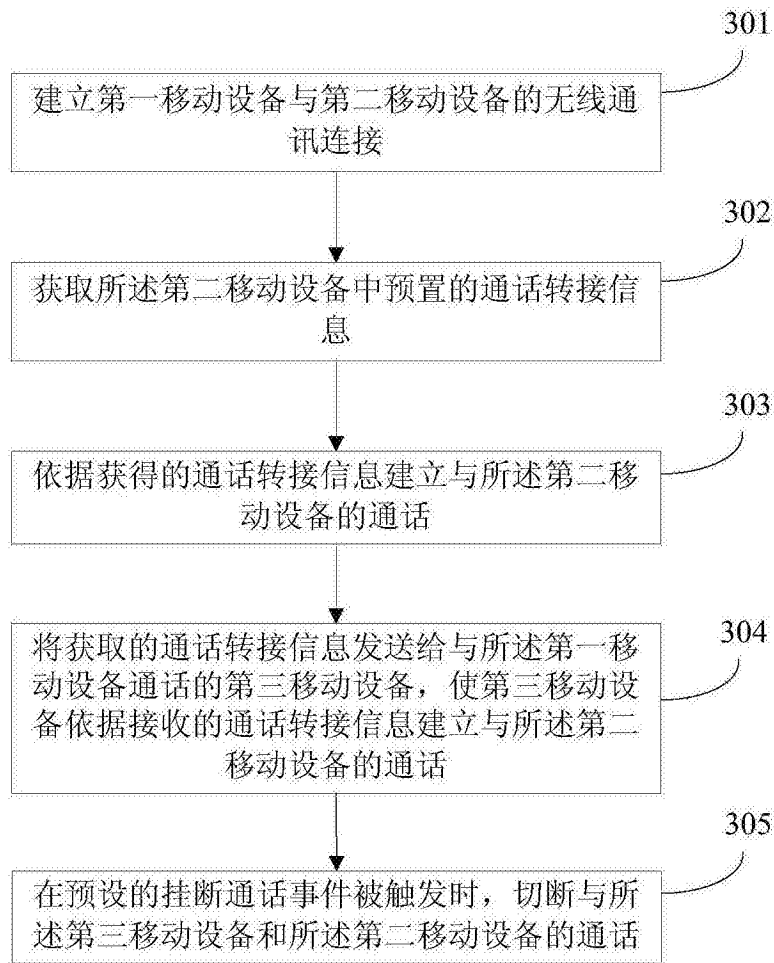 301
建立第一移动设备与第二移动设备的无线通
讯连接
302
获取所述第二移动设备中预置的通话转接信
息
303
依据获得的通话转接信息建立与所述第二移
动设备的通话
304
将获取的通话转接信息发送给与所述第一移
动设备通话的第三移动设备，使第三移动设
备依据接收的通话转接信息建立与所述第二
移动设备的通话
305
在预设的挂断通话事件被触发时，切断与所
述第三移动设备和所述第二移动设备的通话